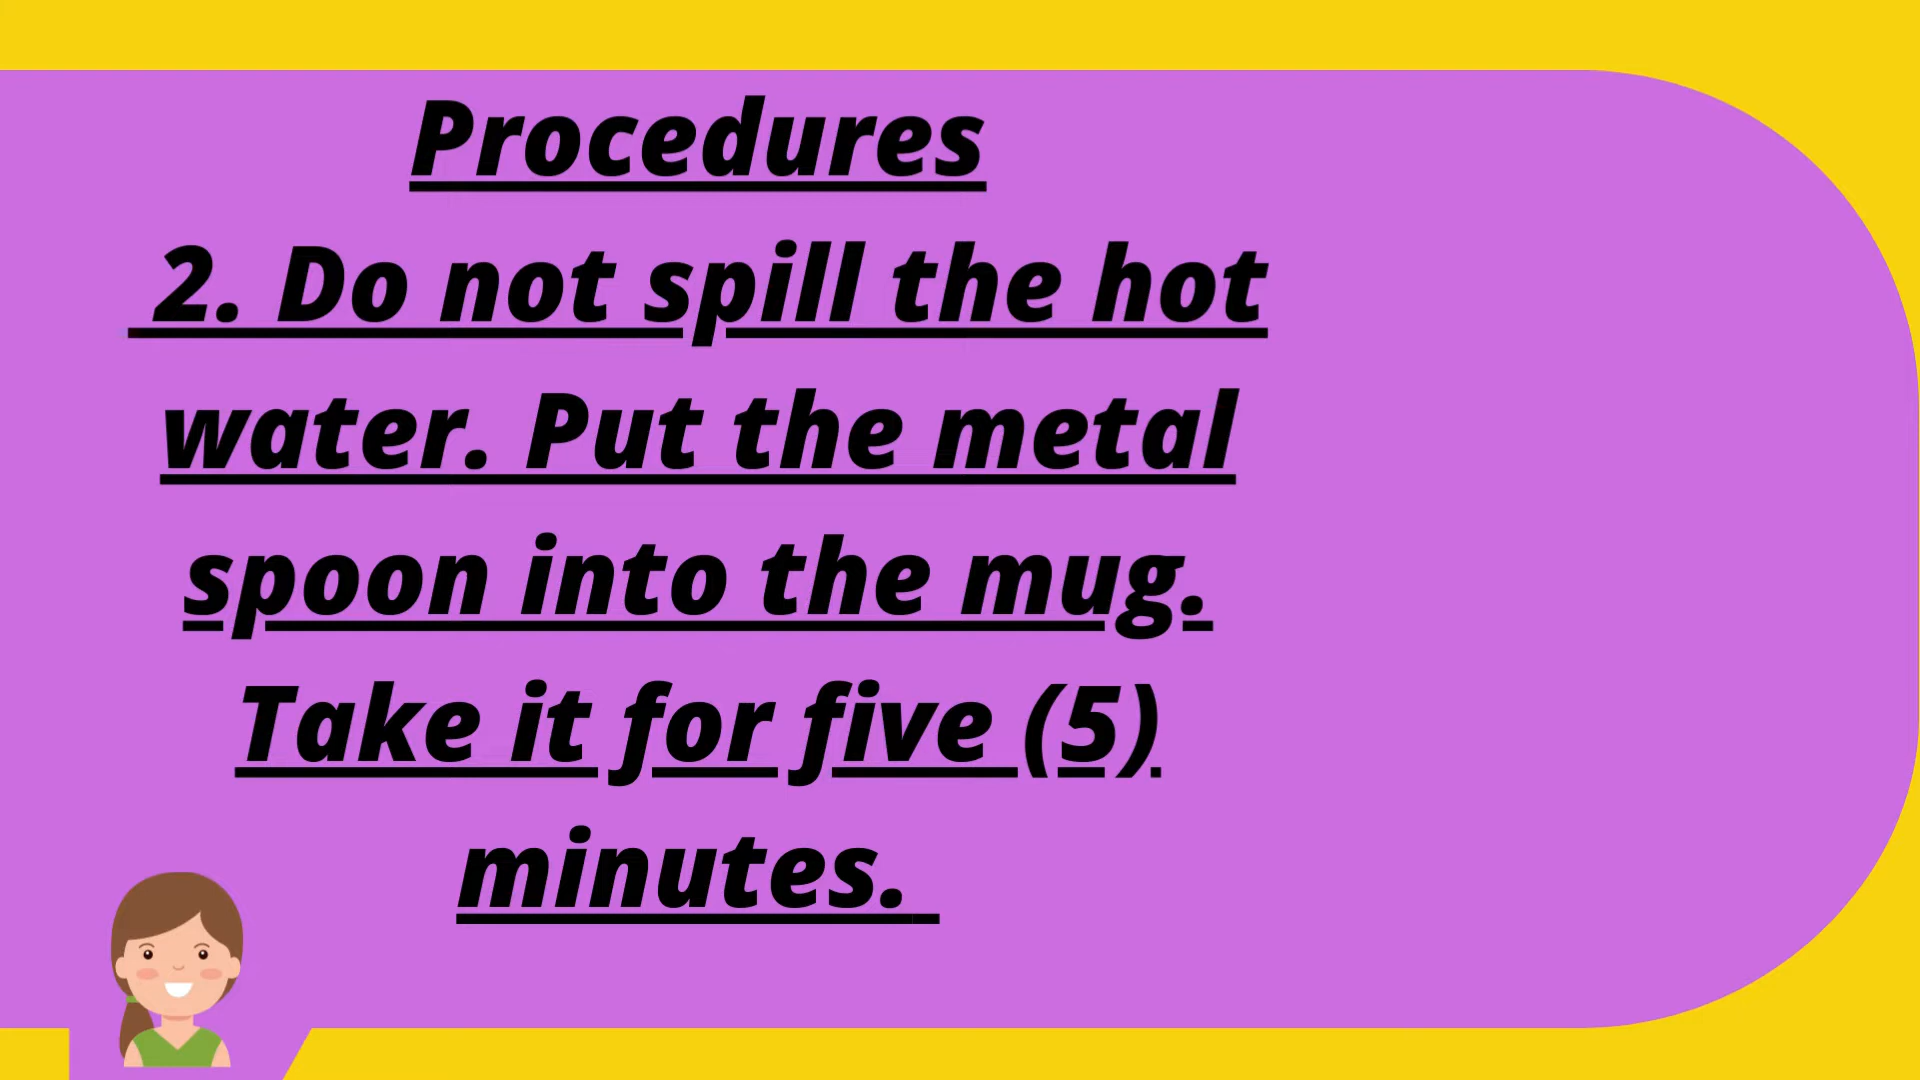 Procedures
2. Do not spill the hot
water. Put the metal
spoon into the mug.
Take it for five (5)
minutes.